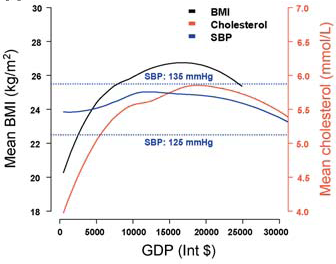 BMI
Cholesterol
SBP
Mean BMI (kg/m²)
30
28
26
24
22
20
18
SBP: 135 mmHg
SBP: 125 mmHg
7.0
6.5
6.0
5.5
5.0
4.5
4.0
Mean cholesterol (mmol/L)
0 5000 10000 15000 20000 25000 30000
GDP (Int $)